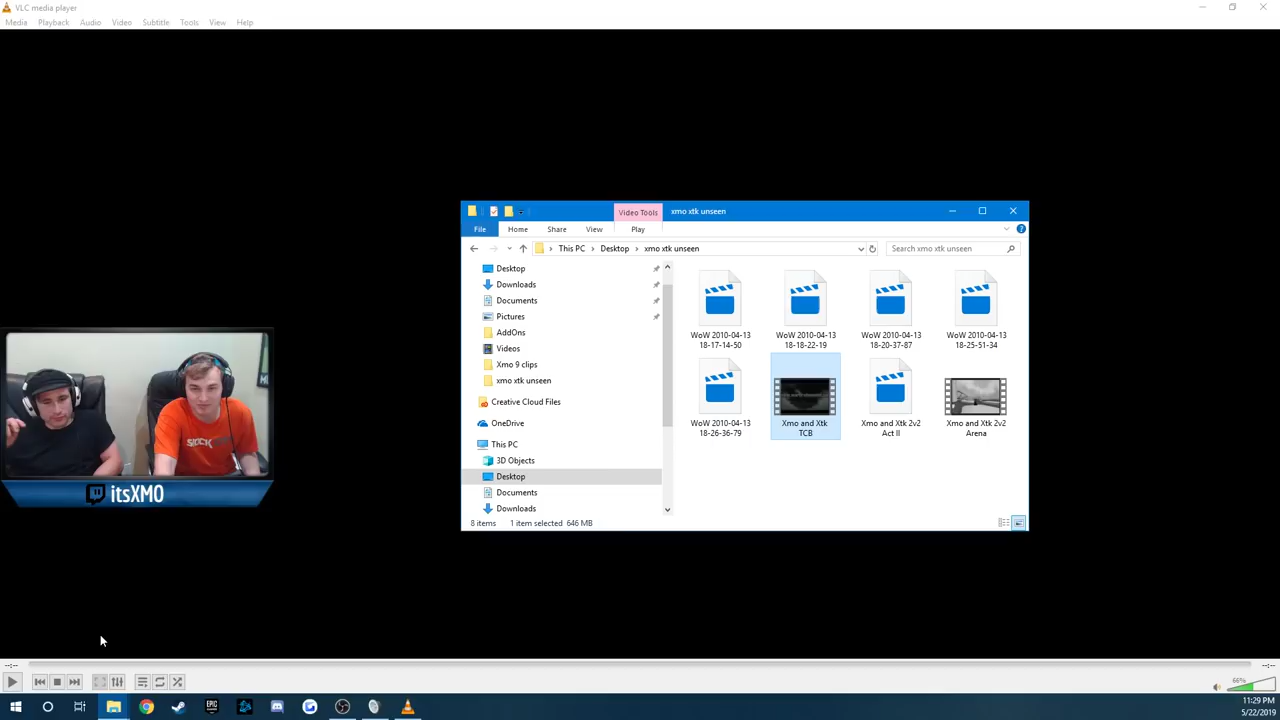 VLC media player
Media Playback Audio Video Subtitle Tools View Help
Video Tools xmo xtk unseen
File Home Share View Play
This PC Desktop xmo xtk unseen Search xmo xtk unseen
Desktop
Downloads
Documents
Pictures
AddOns
Videos
Xmo 9 clips
xmo xtk unseen
Creative Cloud Files
OneDrive
This PC
3D Objects
Desktop
Documents
Downloads
WoW 2010-04-13
18-17-14-50
WoW 2010-04-13
18-18-22-19
WoW 2010-04-13
18-20-37-87
WoW 2010-04-13
18-25-51-34
WoW 2010-04-13
18-26-36-79
Xmo and Xtk
TCB
Xmo and Xtk 2v2
Act II
Xmo and Xtk 2v2
Arena
8 items 1 item selected 646 MB
itsXMO
--:-- --:--
66%
EPIC
11:29 PM
5/22/2019